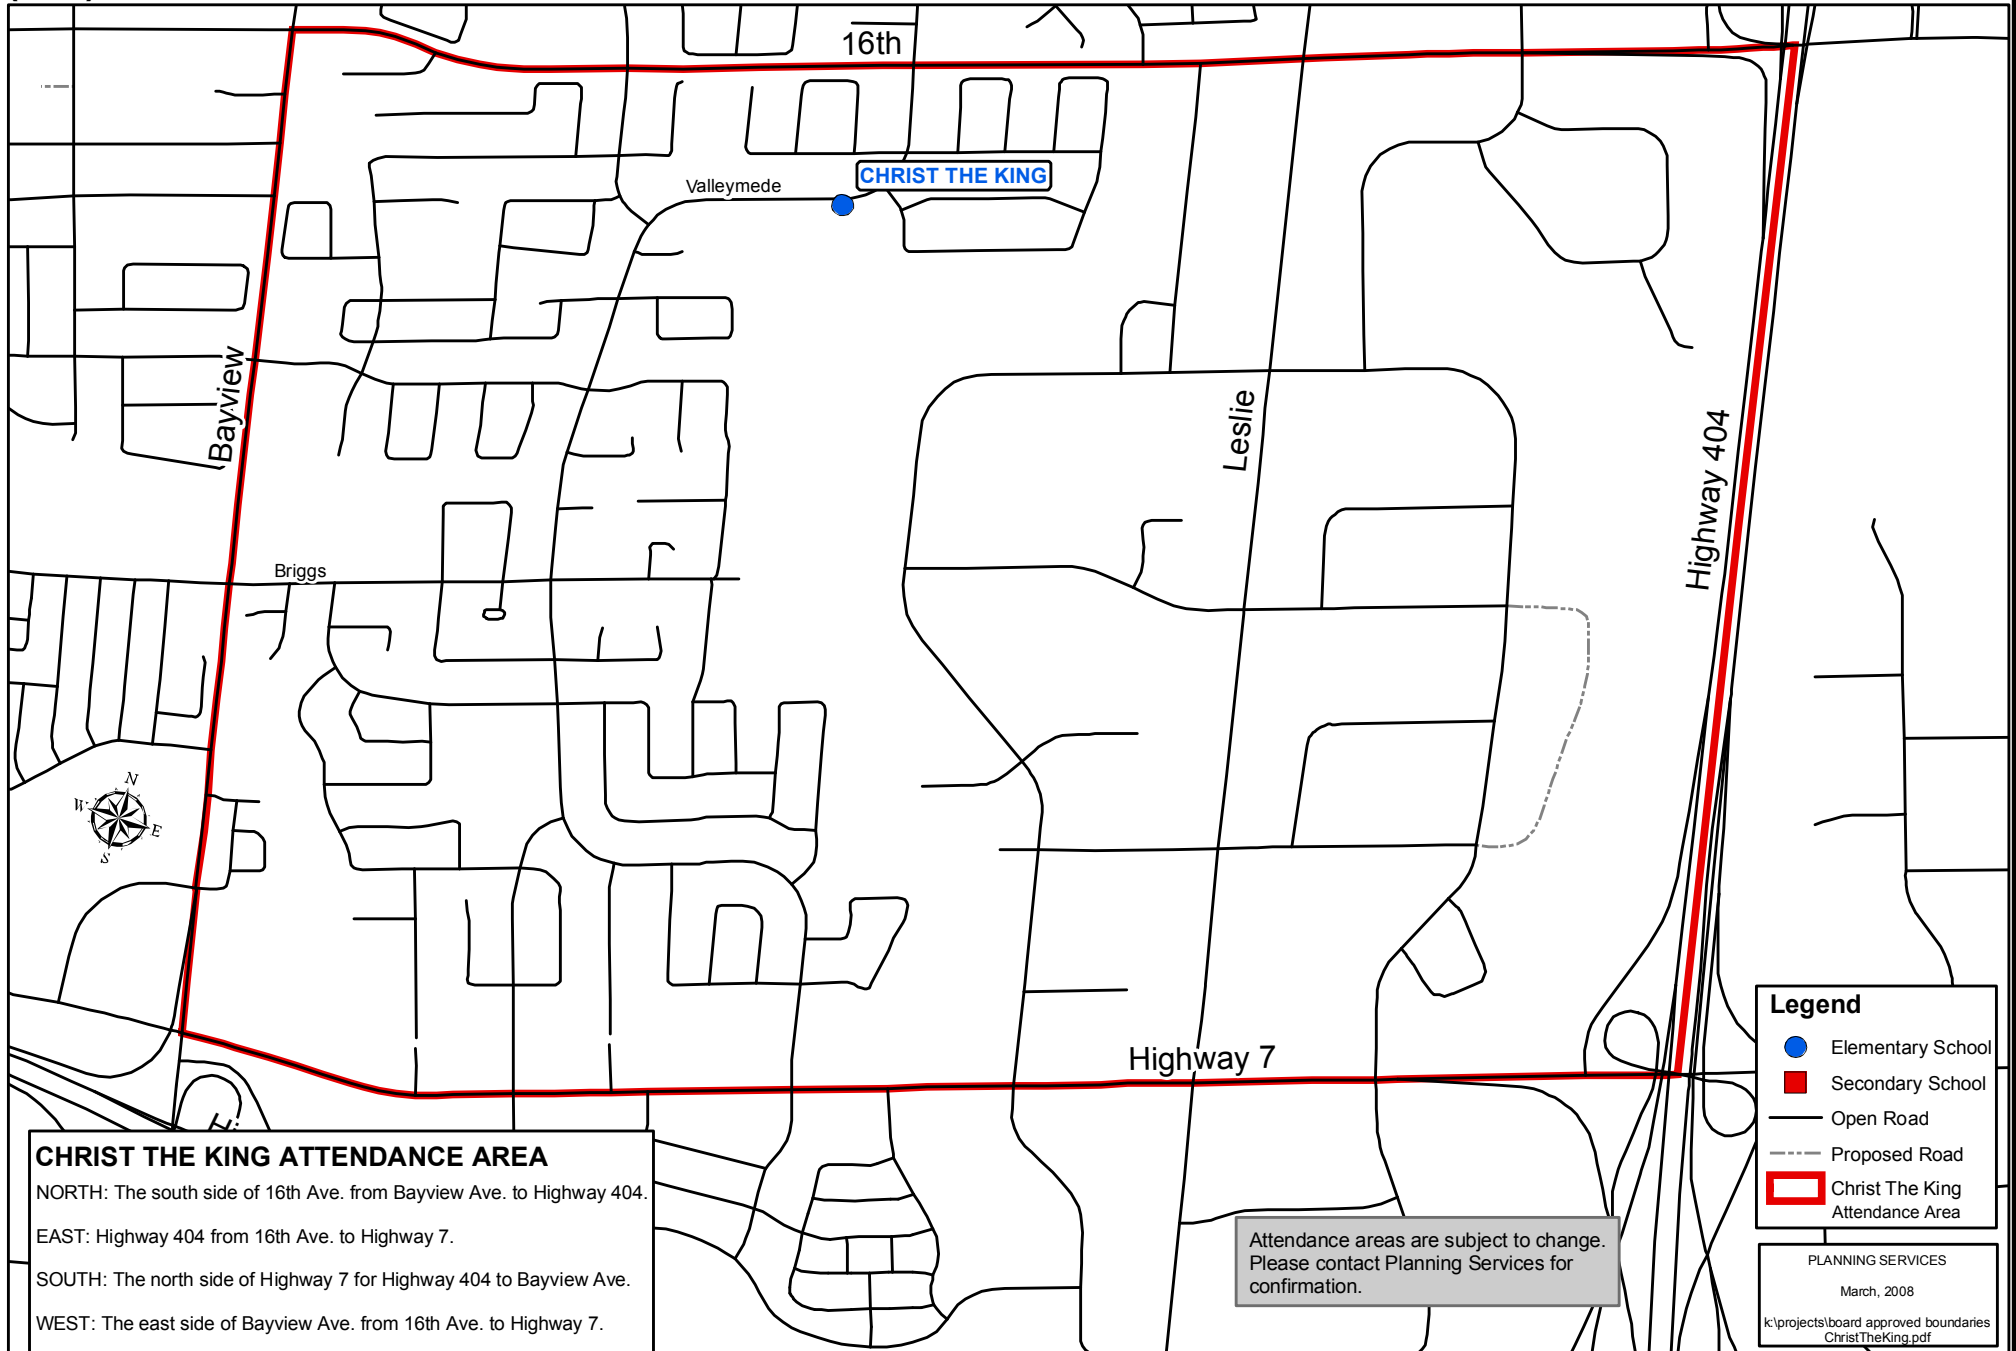 16th
CHRIST THE KING
Valleymede
Bayview
Leslie
Highway 404
Briggs
N
W
E
S
Highway 7
Legend
Elementary School
Secondary School
Open Road
Proposed Road
Christ The King
Attendance Area
CHRIST THE KING ATTENDANCE AREA
NORTH: The south side of 16th Ave. from Bayview Ave. to Highway 404.
EAST: Highway 404 from 16th Ave. to Highway 7.
SOUTH: The north side of Highway 7 for Highway 404 to Bayview Ave.
WEST: The east side of Bayview Ave. from 16th Ave. to Highway 7.
Attendance areas are subject to change.
Please contact Planning Services for
confirmation.
PLANNING SERVICES
March, 2008
k:\projects\board approved boundaries
ChristTheKing.pdf